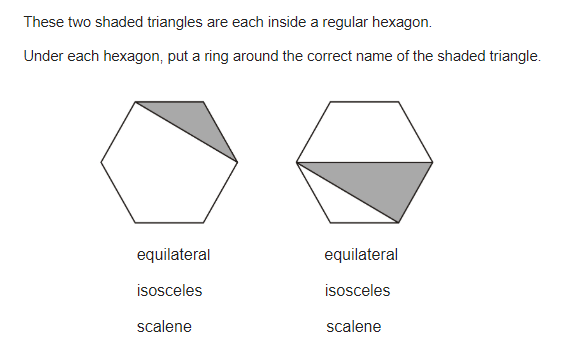 These two shaded triangles are each inside a regular hexagon.
Under each hexagon, put a ring around the correct name of the shaded triangle.
equilateral equilateral
isosceles isosceles
scalene scalene